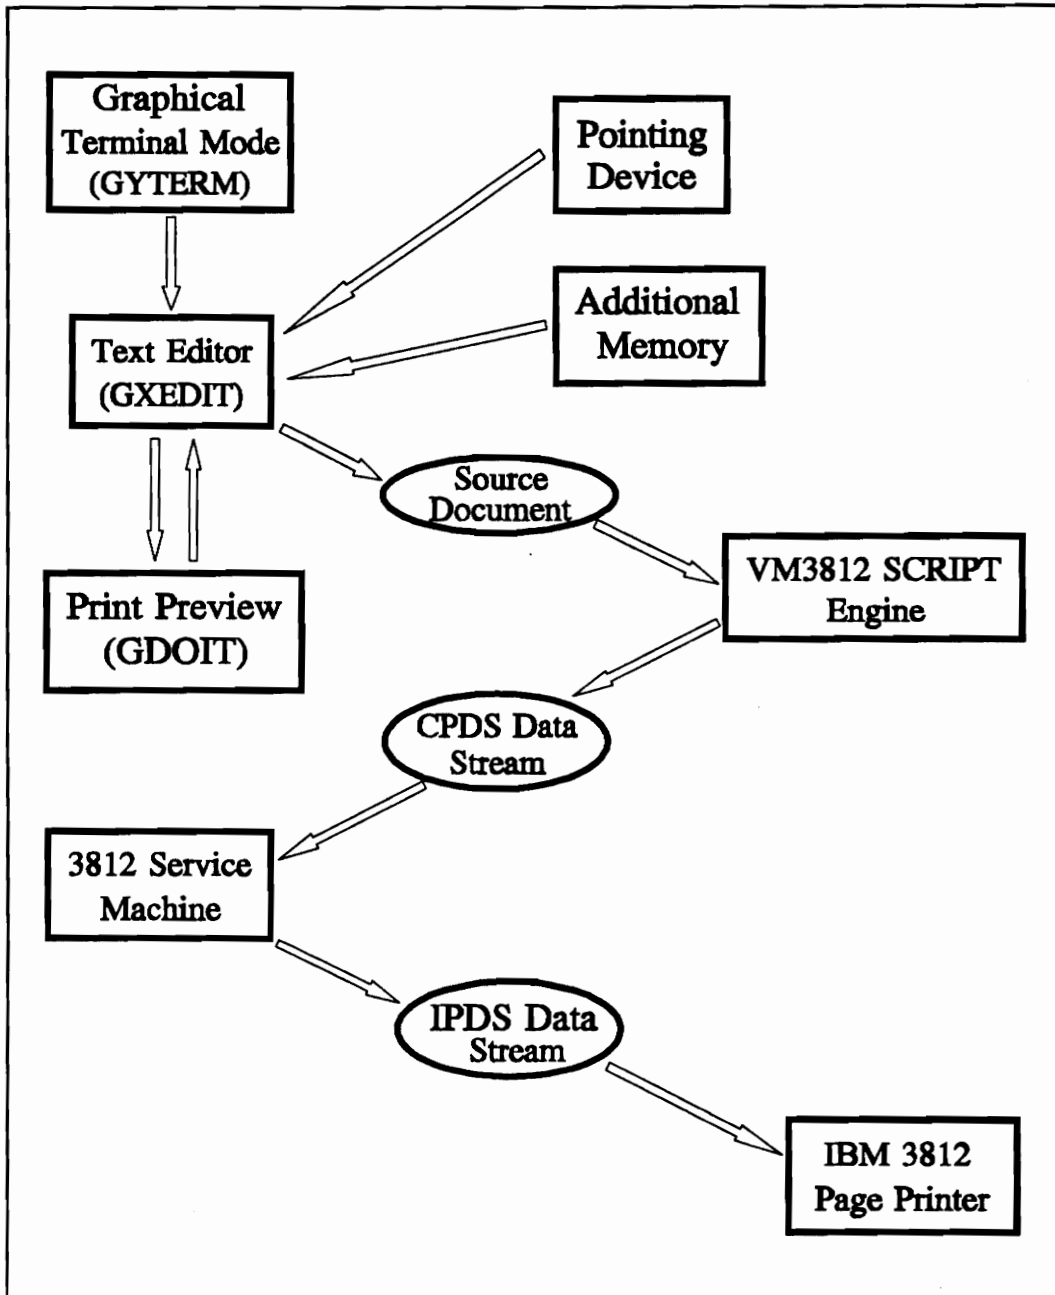 Graphical
Terminal Mode
(GYTERM)
Pointing
Device
Additional
Memory
Text Editor
(GXEDIT)
Source
Document
VM3812 SCRIPT
Engine
Print Preview
(GDOIT)
CPDS Data
Stream
3812 Service
Machine
IPDS Data
Stream
IBM 3812
Page Printer